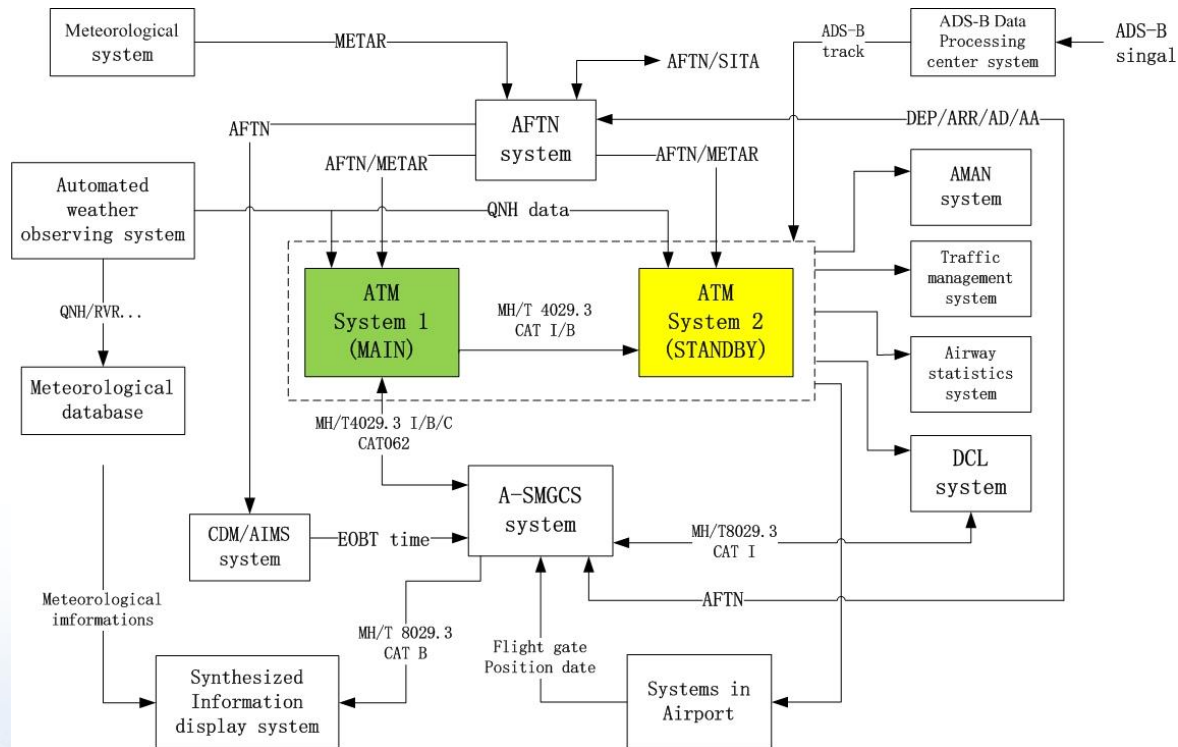 Meteorological
system
METAR
AFTN/SITA
ADS-B
track
ADS-B Data
Processing
center system
ADS-B
singal
AFTN
AFTN
system
DEP/ARR/AD/AA
AFTN/METAR
AFTN/METAR
Automated
weather
observing system
QNH data
AMAN
system
ATM
System 1
(MAIN)
MH/T 4029.3
CAT I/B
ATM
System 2
(STANDBY)
Traffic
management
system
QNH/RVR...
Airway
statistics
system
Meteorological
database
MH/T4029.3 I/B/C
CAT062
DCL
system
A-SMGCS
system
CDM/AIMS
system
EOBT time
MH/T8029.3
CAT I
AFTN
Meteorological
imformations
MH/T 8029.3
CAT B
Flight gate
Position date
Synthesized
Information
display system
Systems in
Airport